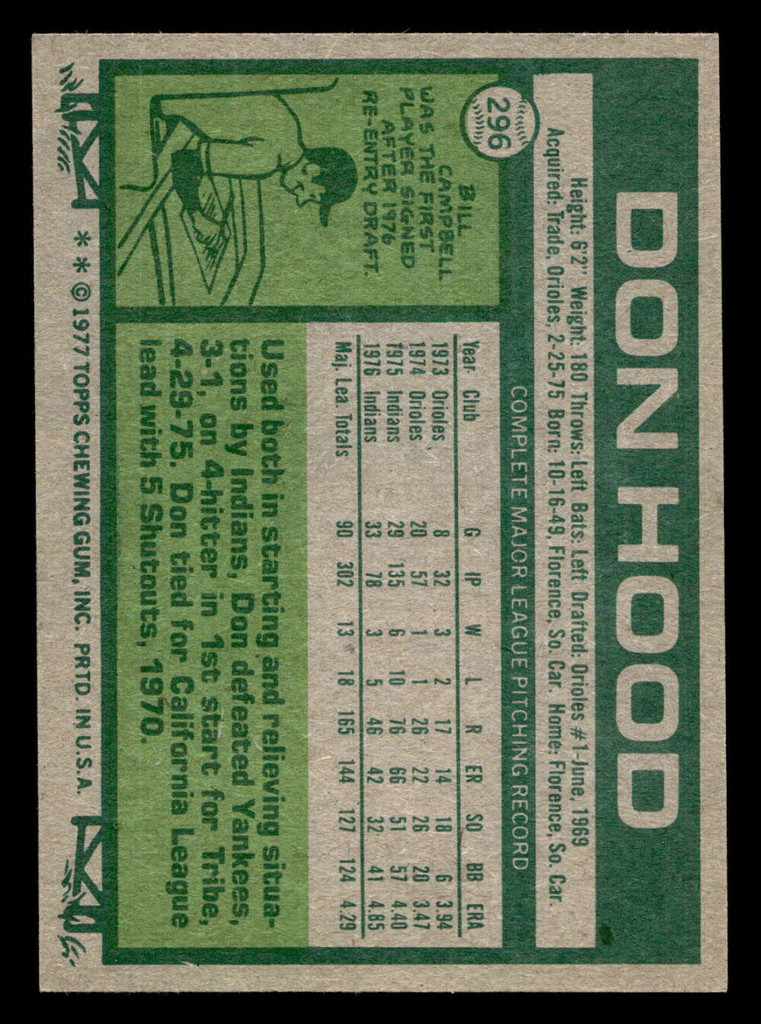 296
DON HOOD
Height: 6'2" Weight: 180 Throws: Left Bats: Left Drafted: Orioles #1-June, 1969
Acquired: Trade, Orioles, 2-25-75 Born: 10-16-49, Florence, So. Car. Home: Florence, So. Car.
COMPLETE MAJOR LEAGUE PITCHING RECORD
Year Club G IP W L R ER SO BB ERA
1973 Orioles 8 32 3 2 17 14 18 6 3.94
1974 Orioles 20 57 1 1 26 22 26 20 3.47
1975 Indians 29 135 6 10 76 66 51 57 4.40
1976 Indians 33 78 3 5 46 42 32 41 4.85
Maj. Lea. Totals 90 302 13 18 165 144 127 124 4.29
BILL
CAMPBELL
WAS THE FIRST
PLAYER SIGNED
AFTER 1976
RE-ENTRY DRAFT.
Used both in starting and relieving situa-
tions by Indians, Don defeated Yankees,
3-1, on 4-hitter in 1st start for Tribe,
4-29-75. Don tied for California League
lead with 5 Shutouts, 1970.
* * © 1977 TOPPS CHEWING GUM, INC. PRTD. IN U.S.A.